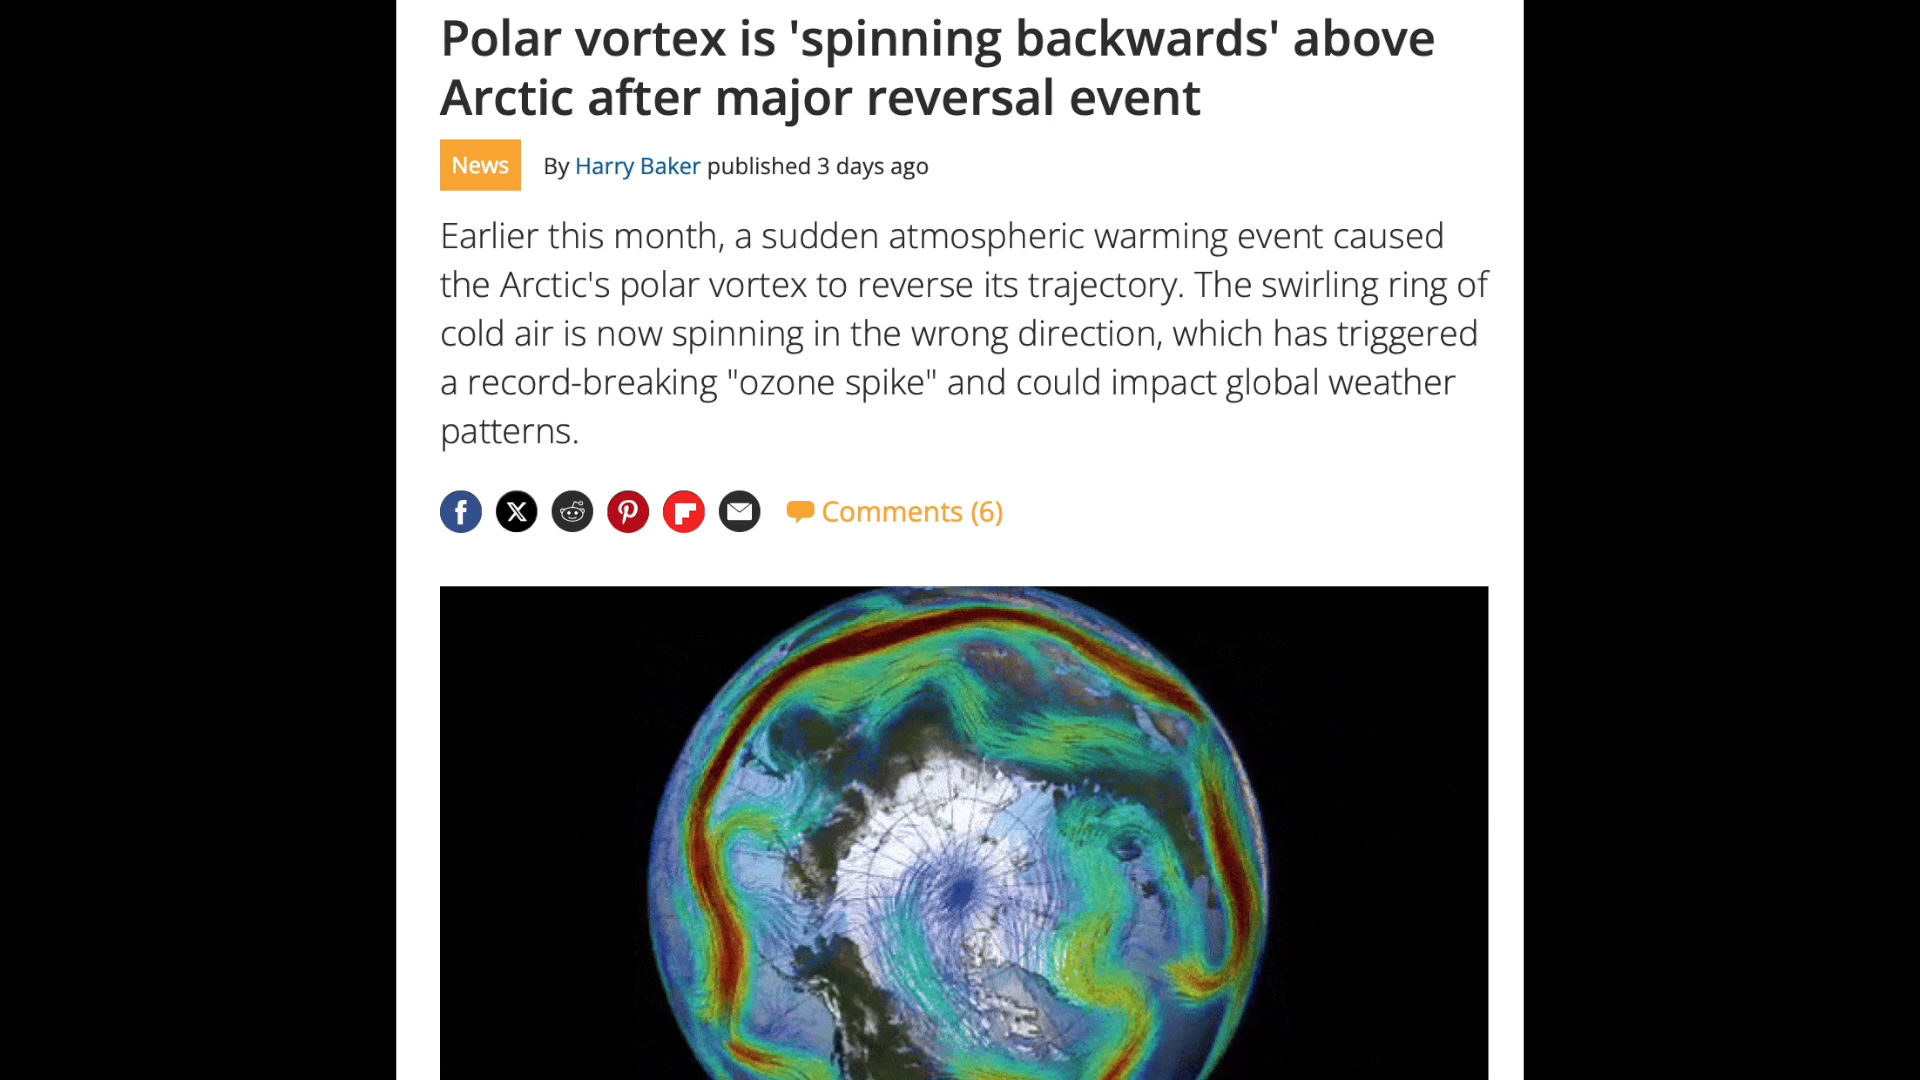 Polar vortex is 'spinning backwards' above
Arctic after major reversal event
News By Harry Baker published 3 days ago
Earlier this month, a sudden atmospheric warming event caused
the Arctic's polar vortex to reverse its trajectory. The swirling ring of
cold air is now spinning in the wrong direction, which has triggered
a record-breaking "ozone spike" and could impact global weather
patterns.
Comments (6)